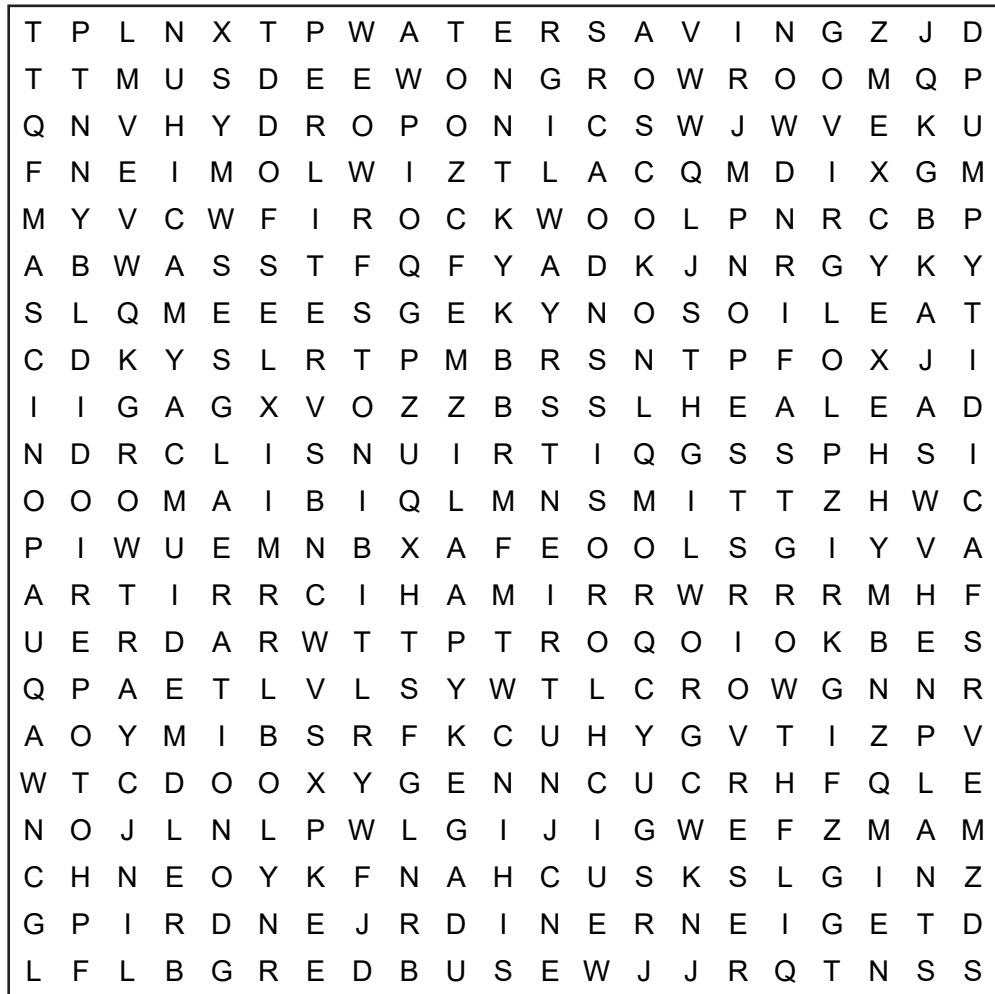 T P L N X T P W A T E R S A V I N G Z J D
T T M U S D E E W O N G R O W R O O M Q P
Q N V H Y D R O P O N I C S W J W V E K U
F N E I M O L W I Z T L A C Q M D I X G M
M Y V C W F I R O C K W O O L P N R C B P
A B W A S S T F Q F Y A D K J N R G Y K Y
S L Q M E E E S G E K Y N O S O I L E A T
C D K Y S L R T P M B R S N T P F O X J I
I I G A G X V O Z Z B S S L H E A L E A D
N D R C L I S N U I R T I Q G S S P H S I
O O O M A I B I Q L M N S M I T T Z H W C
P I W U E M N B X A F E O O L S G I Y V A
A R T I R R C I H A M I R R W R R R M H F
U E R D A R W T T P T R O Q O I O K B E S
Q P A E T L V L S Y W T L C R O W G N N R
A O Y M I B S R F K C U H Y G V T I Z P V
W T C D O O X Y G E N N C U C R H F Q L E
N O J L N L P W L G I J I G W E F Z M A M
C H N E O Y K F N A H C U S K S L G I N Z
G P I R D N E J R D I N E R N E I G E T D
L F L B G R E D B U S E W J J R Q T N S S